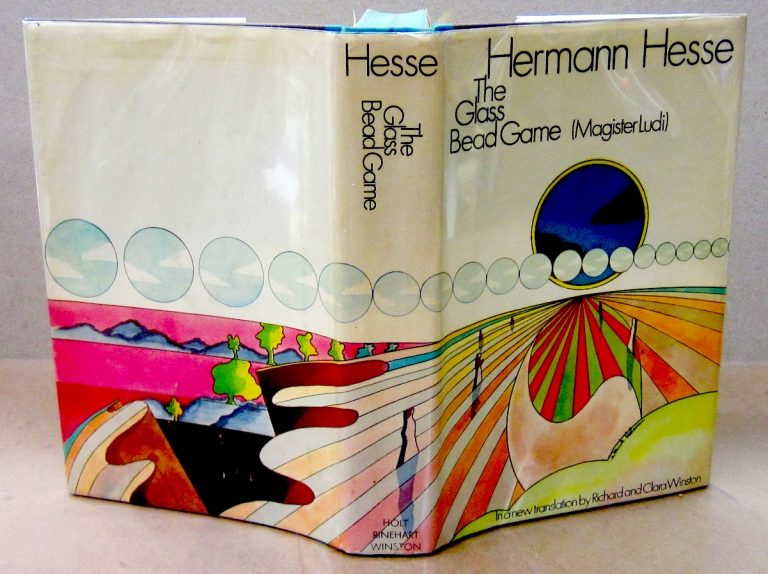 Hesse
The
Glass
Bead Game
HOLT
RINEHART
WINSTON
Hermann Hesse
The
Glass
Bead Game (Magister Ludi)
In a new translation by Richard and Clara Winston